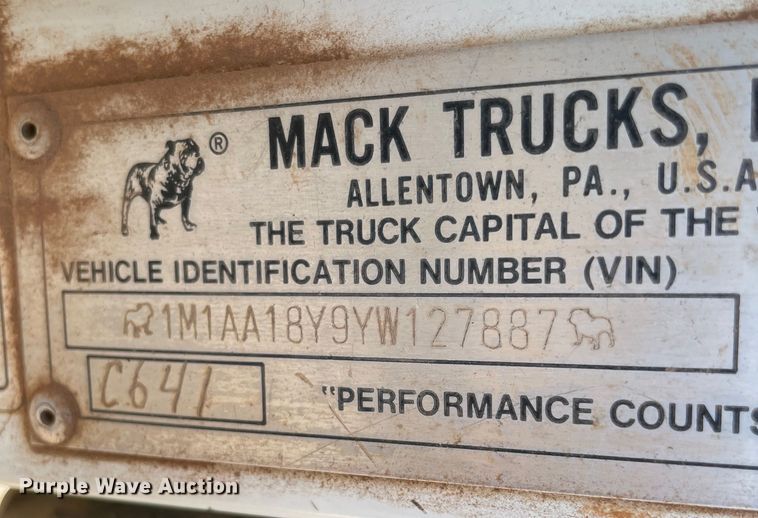 ®
MACK TRUCKS,
ALLENTOWN, PA., U.S.A
THE TRUCK CAPITAL OF THE
VEHICLE IDENTIFICATION NUMBER (VIN)
1M1AA18Y9YW127887
C641
"PERFORMANCE COUNTS
Purple Wave Auction